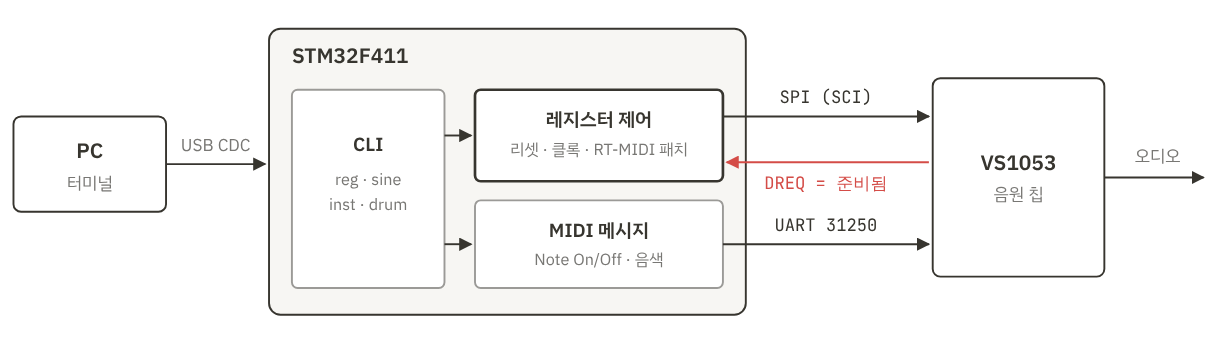 STM32F411
PC
터미널
USB CDC
CLI
reg · sine
inst · drum
레지스터 제어
리셋 · 클록 · RT-MIDI 패치
MIDI 메시지
Note On/Off · 음색
SPI (SCI)
DREQ = 준비됨
UART 31250
VS1053
음원 칩
오디오